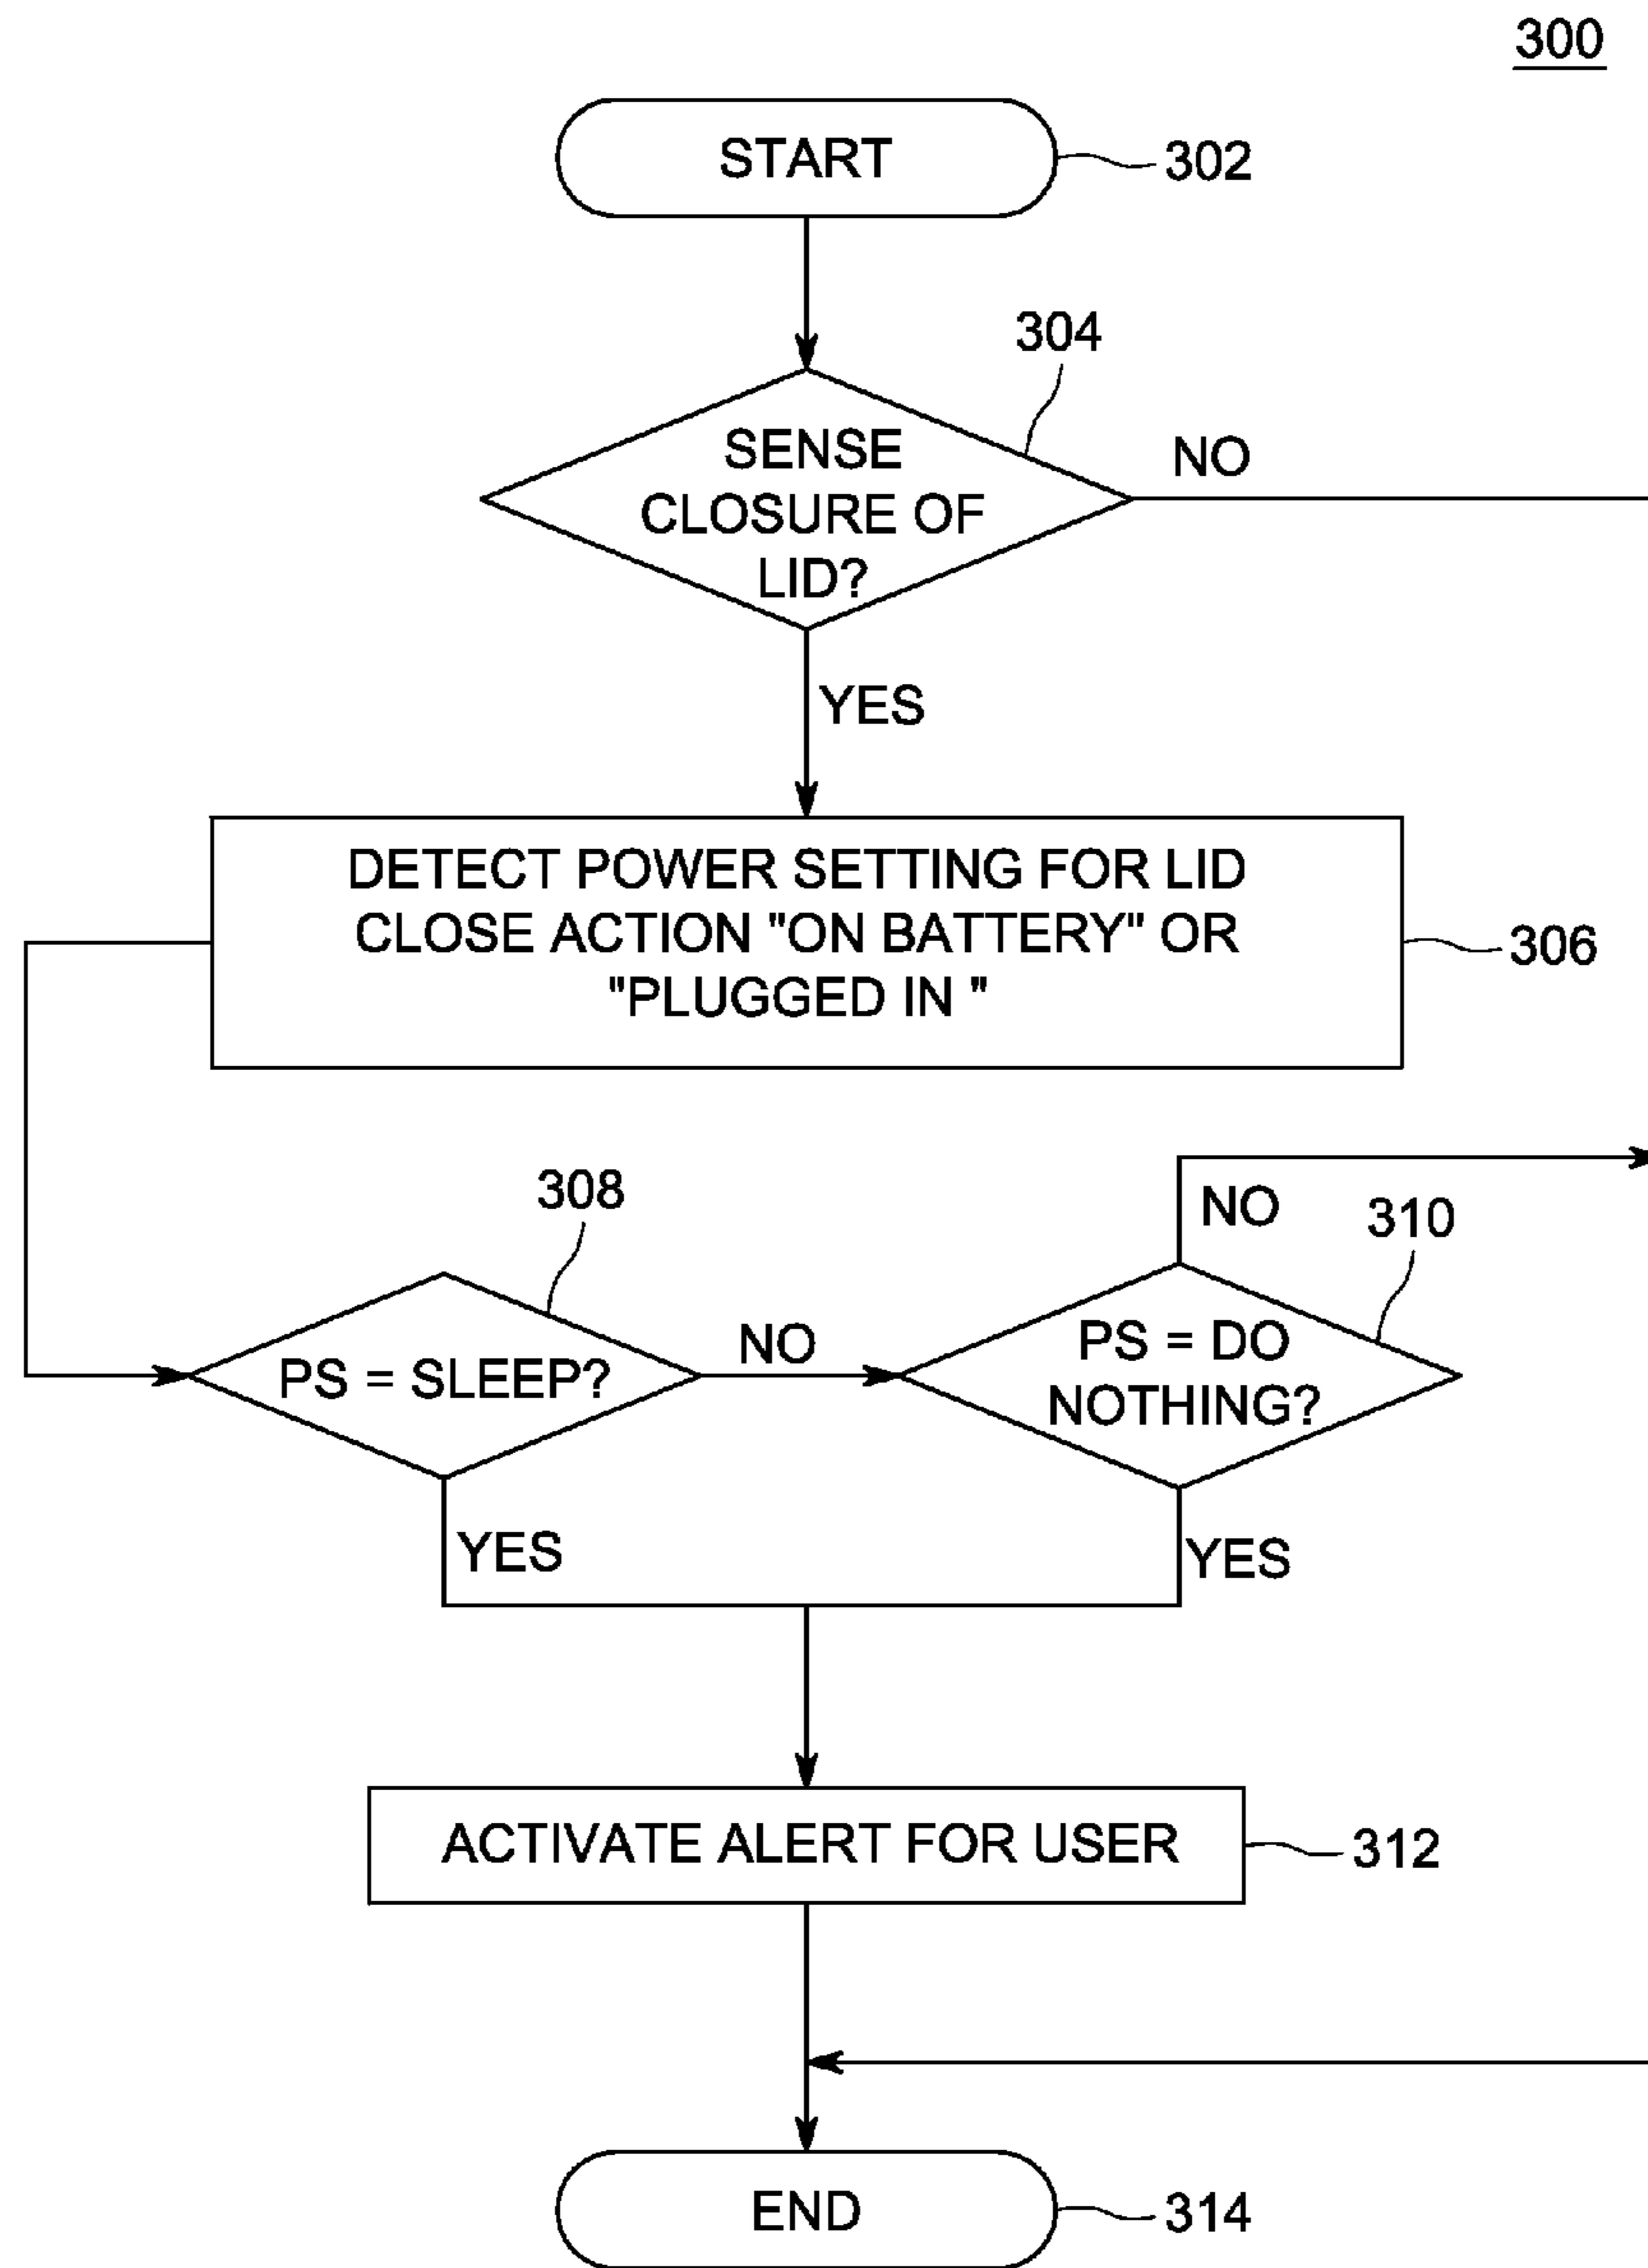 300
START
302
304
SENSE
CLOSURE OF
LID?
NO
YES
DETECT POWER SETTING FOR LID
CLOSE ACTION "ON BATTERY" OR
"PLUGGED IN "
306
308
NO
310
PS = SLEEP?
NO
PS = DO
NOTHING?
YES
YES
ACTIVATE ALERT FOR USER
312
END
314